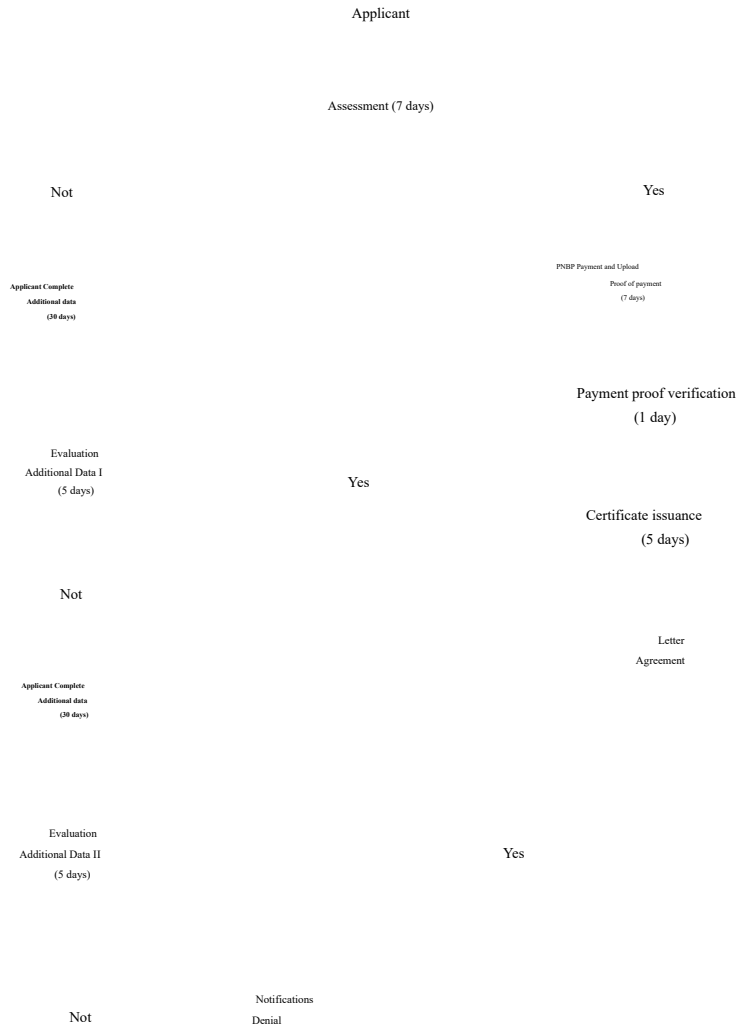 Applicant
Assessment (7 days)
Not
Yes
PNBP Payment and Upload
Proof of payment
(7 days)
Applicant Complete
Additional data
(30 days)
Payment proof verification
(1 day)
Evaluation
Additional Data I
(5 days)
Yes
Certificate issuance
(5 days)
Not
Letter
Agreement
Applicant Complete
Additional data
(30 days)
Evaluation
Additional Data II
(5 days)
Yes
Not
Notifications
Denial